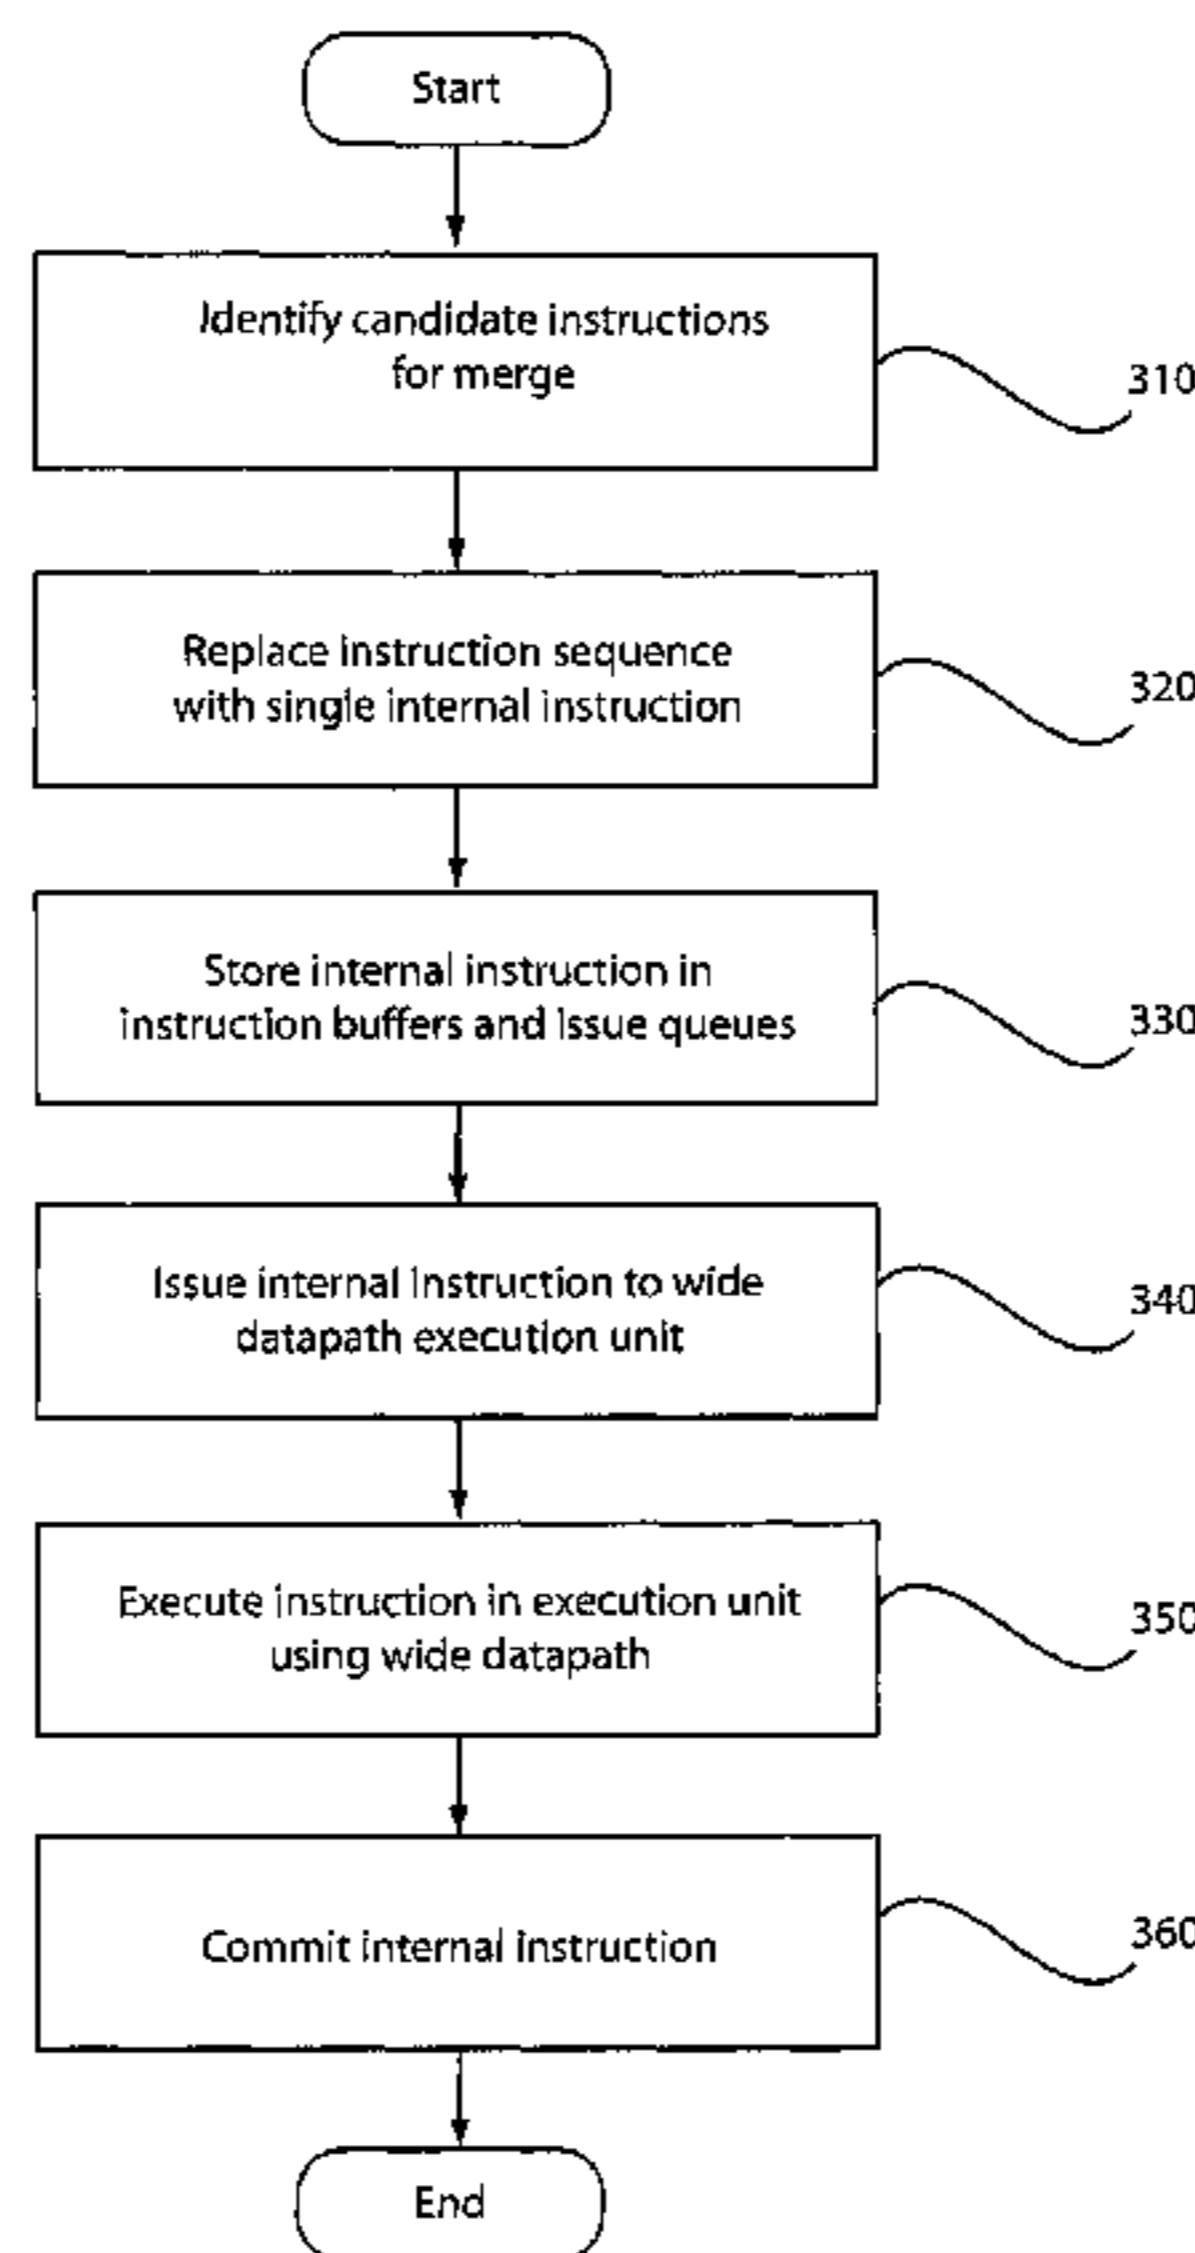 Start
Identify candidate instructions
for merge
310
Replace instruction sequence
with single internal instruction
320
Store internal instruction in
instruction buffers and issue queues
330
Issue internal instruction to wide
datapath execution unit
340
Execute instruction in execution unit
using wide datapath
350
Commit internal instruction
360
End